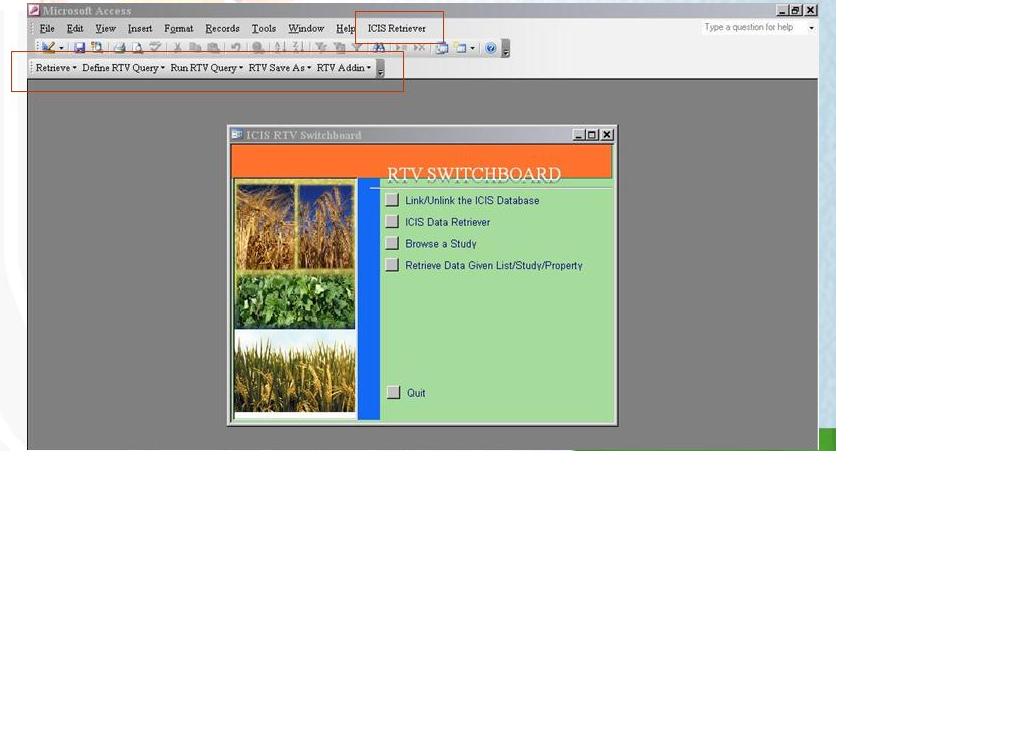 Microsoft Access
File Edit View Insert Format Records Tools Window Help ICIS Retriever Type a question for help
Retrieve Define RTV Query Run RTV Query RTV Save As RTV Addin
ICIS RTV Switchboard
RTV SWITCHBOARD
Link/Unlink the ICIS Database
ICIS Data Retriever
Browse a Study
Retrieve Data Given List/Study/Property
Quit